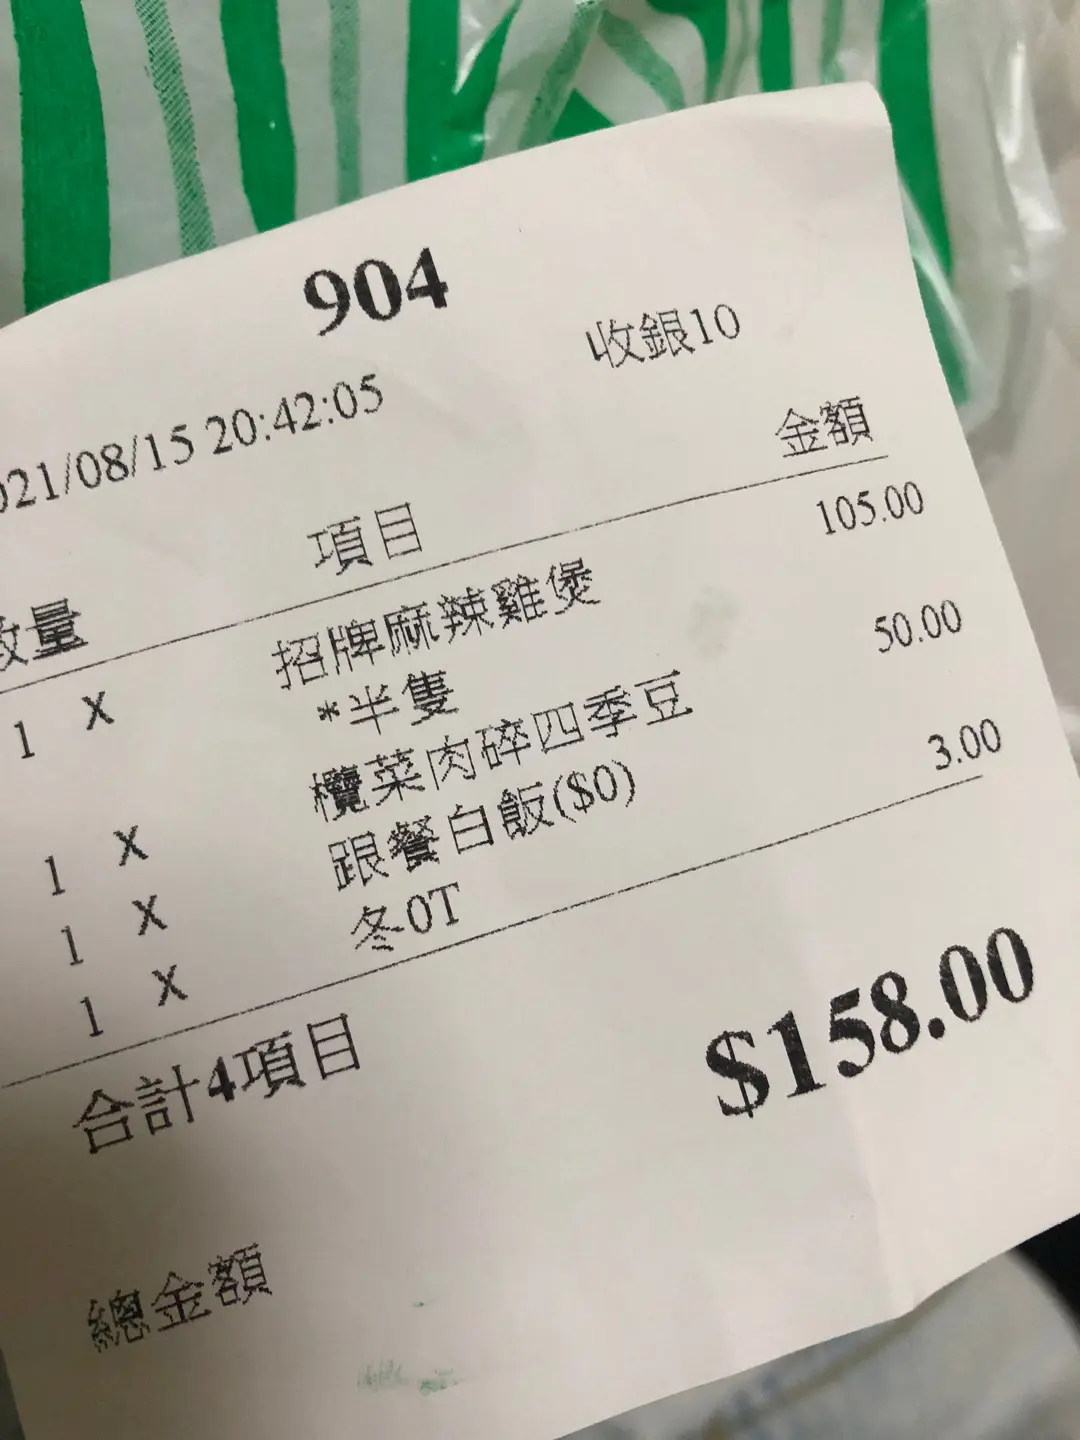 904
收銀10
021/08/15 20:42:05
數量 項目 金額
1 X 招牌麻辣雞煲 105.00
*半隻
1 X 欖菜肉碎四季豆 50.00
1 X 跟餐白飯($0)
1 X 冬0T 3.00
合計4項目 $158.00
總金額